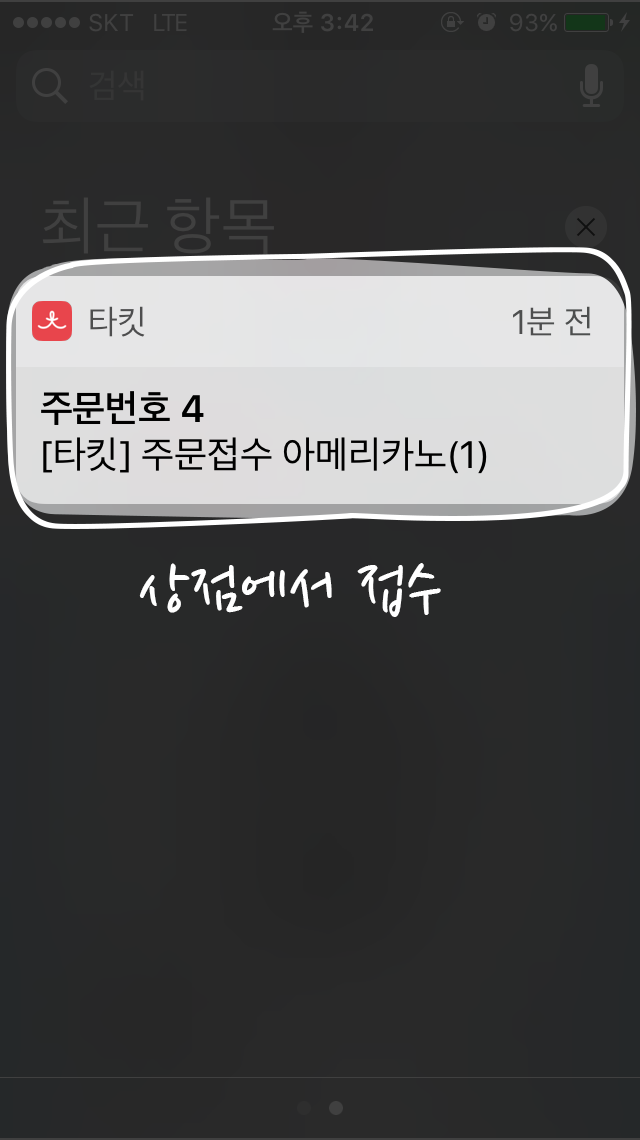 SKT LTE 오후 3:42 93%
검색
최근 항목
타킷 1분 전
주문번호 4
[타킷] 주문접수 아메리카노(1)
상점에서 접수